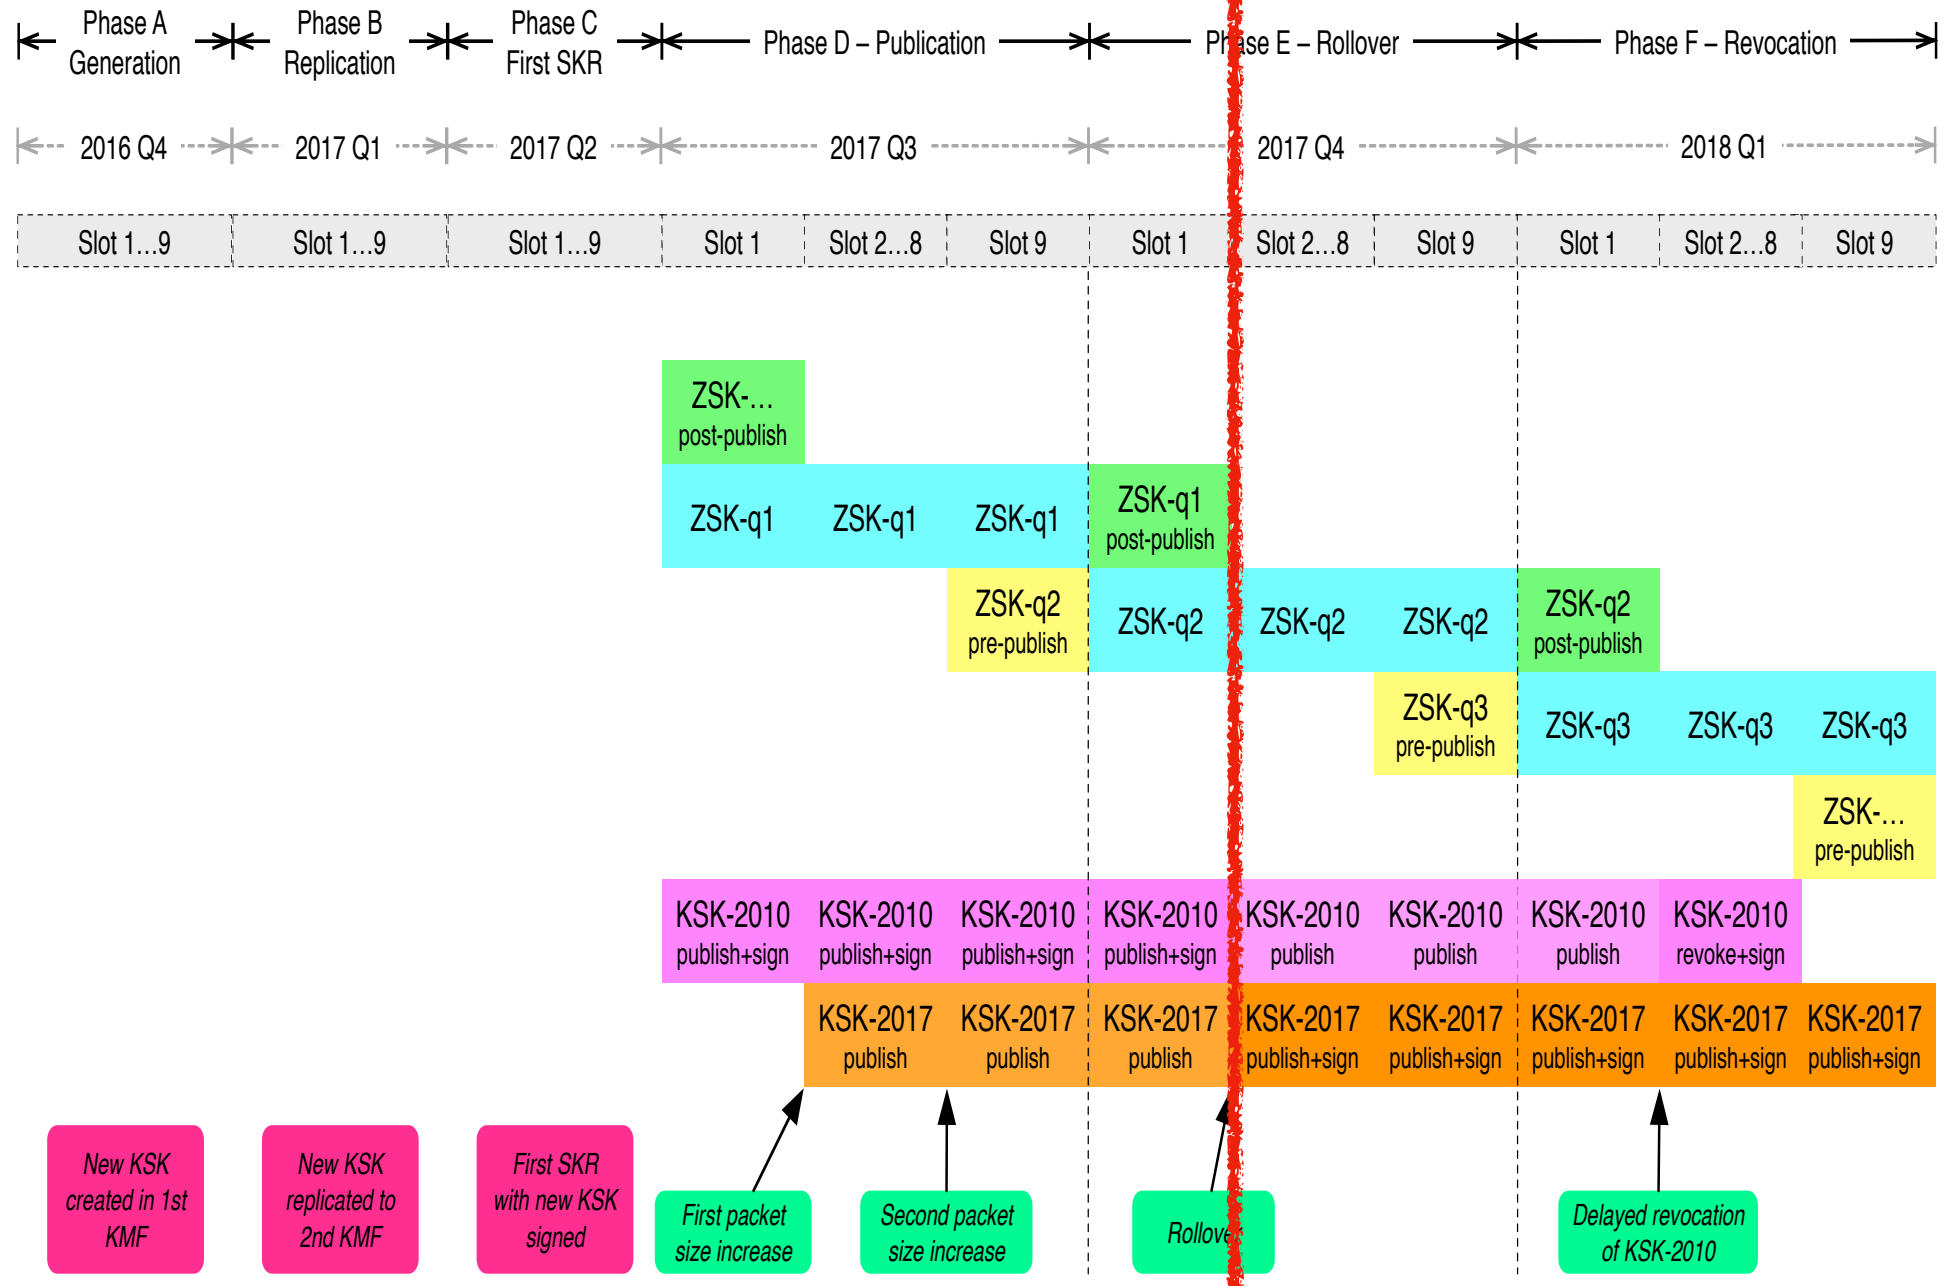 Phase A
Generation
Phase B
Replication
Phase C
First SKR
Phase D – Publication
Phase E – Rollover
Phase F – Revocation
2016 Q4
2017 Q1
2017 Q2
2017 Q3
2017 Q4
2018 Q1
Slot 1…9
Slot 1…9
Slot 1…9
Slot 1
Slot 2…8
Slot 9
Slot 1
Slot 2…8
Slot 9
Slot 1
Slot 2…8
Slot 9
ZSK-…
post-publish
ZSK-q1
ZSK-q1
ZSK-q1
ZSK-q1
post-publish
ZSK-q2
pre-publish
ZSK-q2
ZSK-q2
ZSK-q2
ZSK-q2
post-publish
ZSK-q3
pre-publish
ZSK-q3
ZSK-q3
ZSK-q3
ZSK-…
pre-publish
KSK-2010
publish+sign
KSK-2010
publish+sign
KSK-2010
publish+sign
KSK-2010
publish+sign
KSK-2010
publish
KSK-2010
publish
KSK-2010
publish
KSK-2010
revoke+sign
KSK-2017
publish
KSK-2017
publish
KSK-2017
publish
KSK-2017
publish+sign
KSK-2017
publish+sign
KSK-2017
publish+sign
KSK-2017
publish+sign
KSK-2017
publish+sign
New KSK
created in 1st
KMF
New KSK
replicated to
2nd KMF
First SKR
with new KSK
signed
First packet
size increase
Second packet
size increase
Rollover
Delayed revocation
of KSK-2010